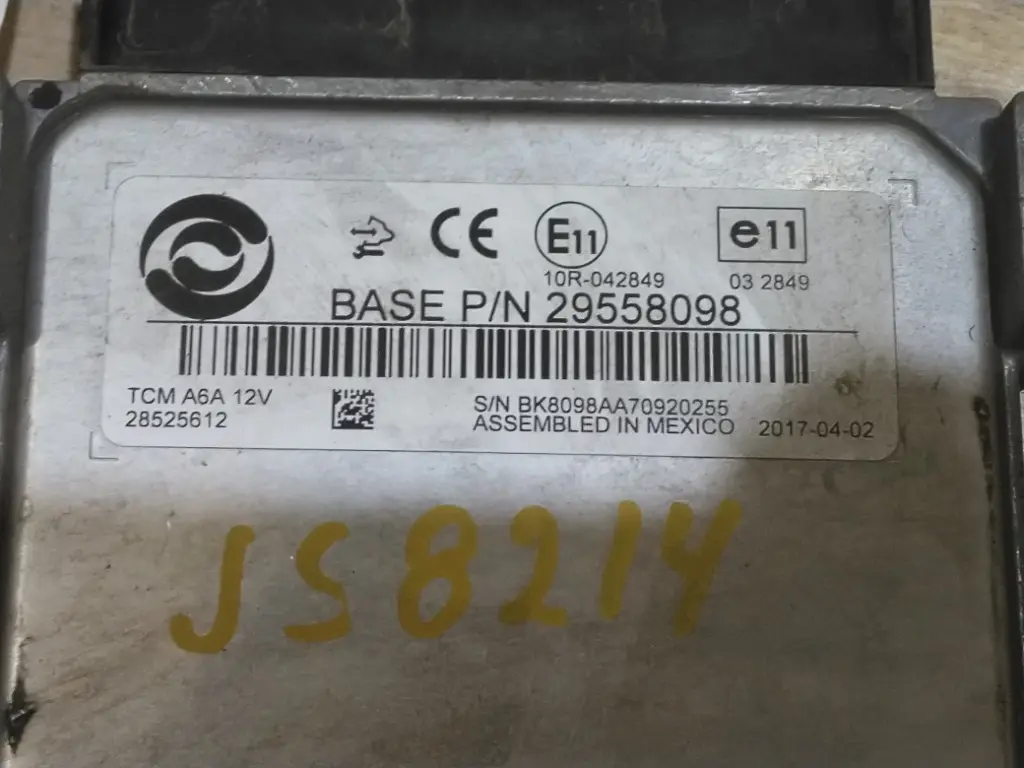 CE E11 e11
10R-042849 03 2849
BASE P/N 29558098
TCM A6A 12V
28525612
S/N BK8098AA70920255
ASSEMBLED IN MEXICO 2017-04-02
JS8214